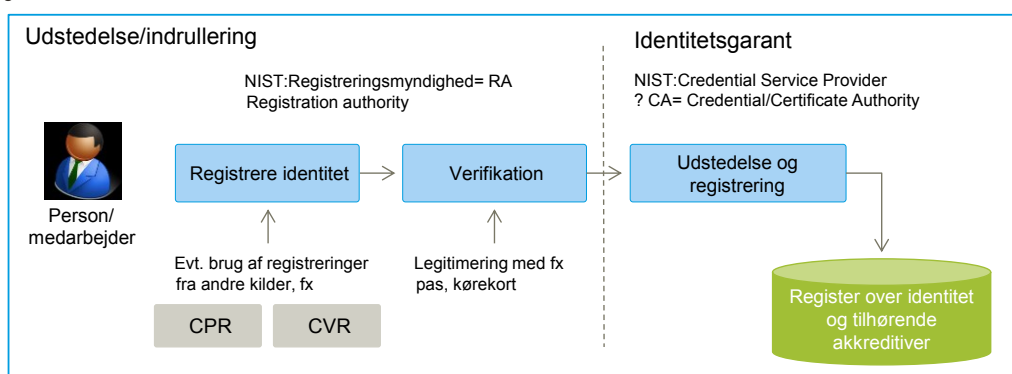 Udstedelse/indrullering
Identitetsgarant
NIST:Registreringsmyndighed= RA
Registration authority
NIST:Credential Service Provider
? CA= Credential/Certificate Authority
Person/
medarbejder
Registrere identitet
Verifikation
Udstedelse og
registrering
Evt. brug af registreringer
fra andre kilder, fx
CPR
CVR
Legitimering med fx
pas, kørekort
Register over identitet
og tilhørende
akkreditiver